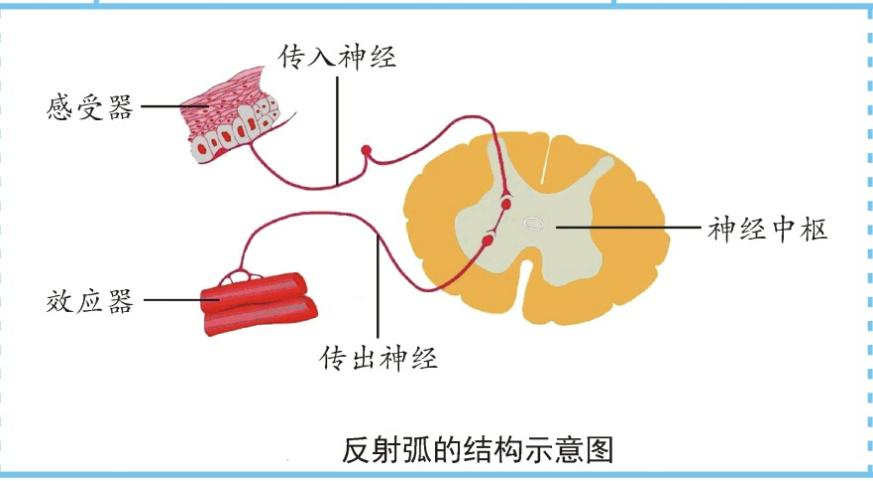 传入神经
感受器
神经中枢
效应器
传出神经
反射弧的结构示意图